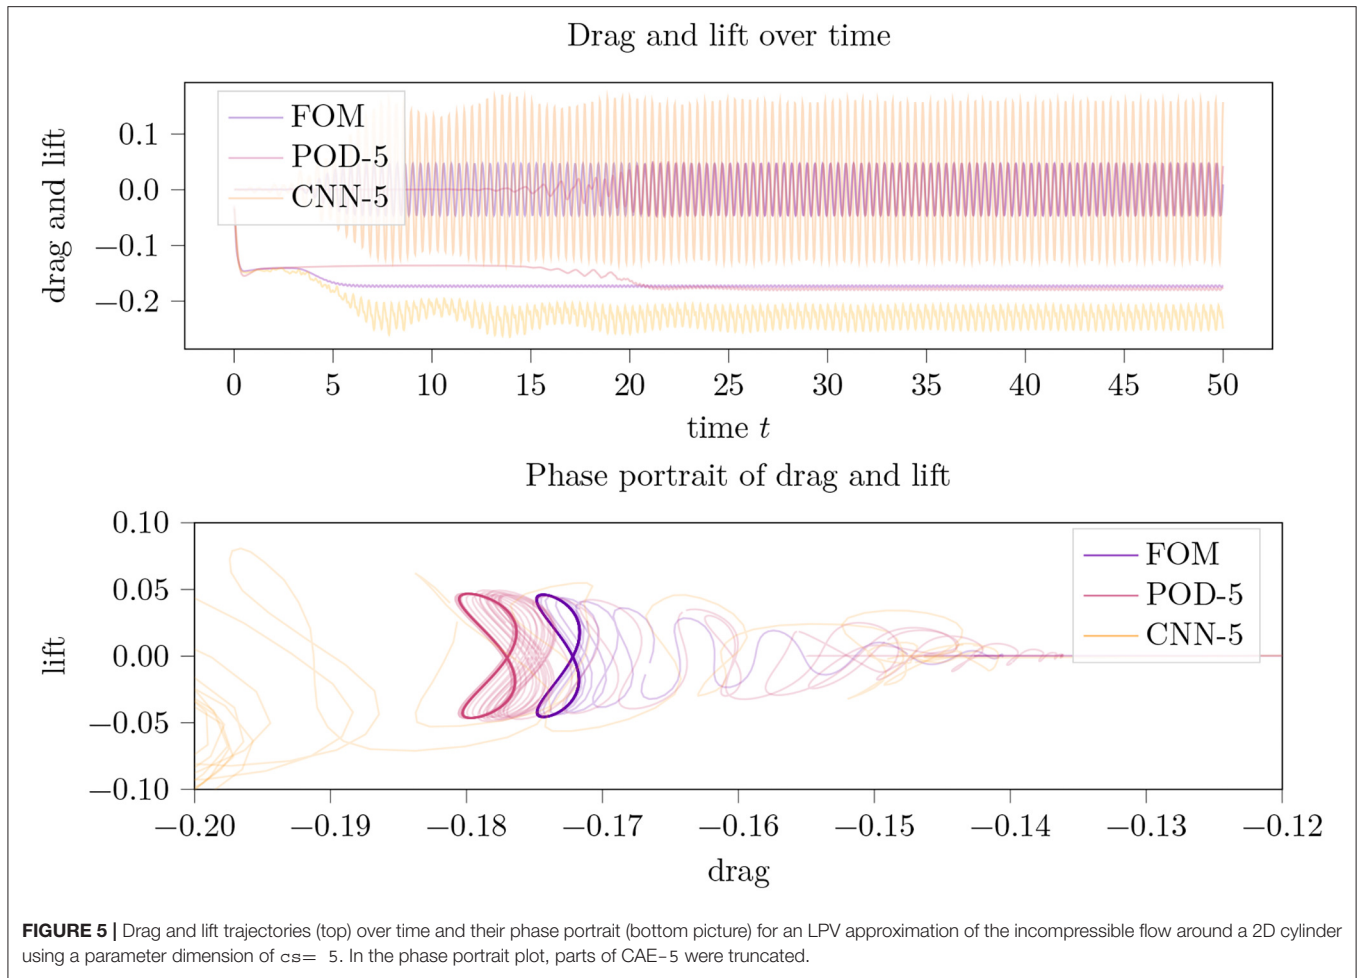 Drag and lift over time
drag and lift
FOM
POD-5
CNN-5
0.1
0.0
−0.1
−0.2
0 5 10 15 20 25 30 35 40 45 50
time t
Phase portrait of drag and lift
lift
FOM
POD-5
CNN-5
0.10
0.05
0.00
−0.05
−0.10
−0.20 −0.19 −0.18 −0.17 −0.16 −0.15 −0.14 −0.13 −0.12
drag
FIGURE 5 | Drag and lift trajectories (top) over time and their phase portrait (bottom picture) for an LPV approximation of the incompressible flow around a 2D cylinder
using a parameter dimension of cs= 5. In the phase portrait plot, parts of CAE-5 were truncated.